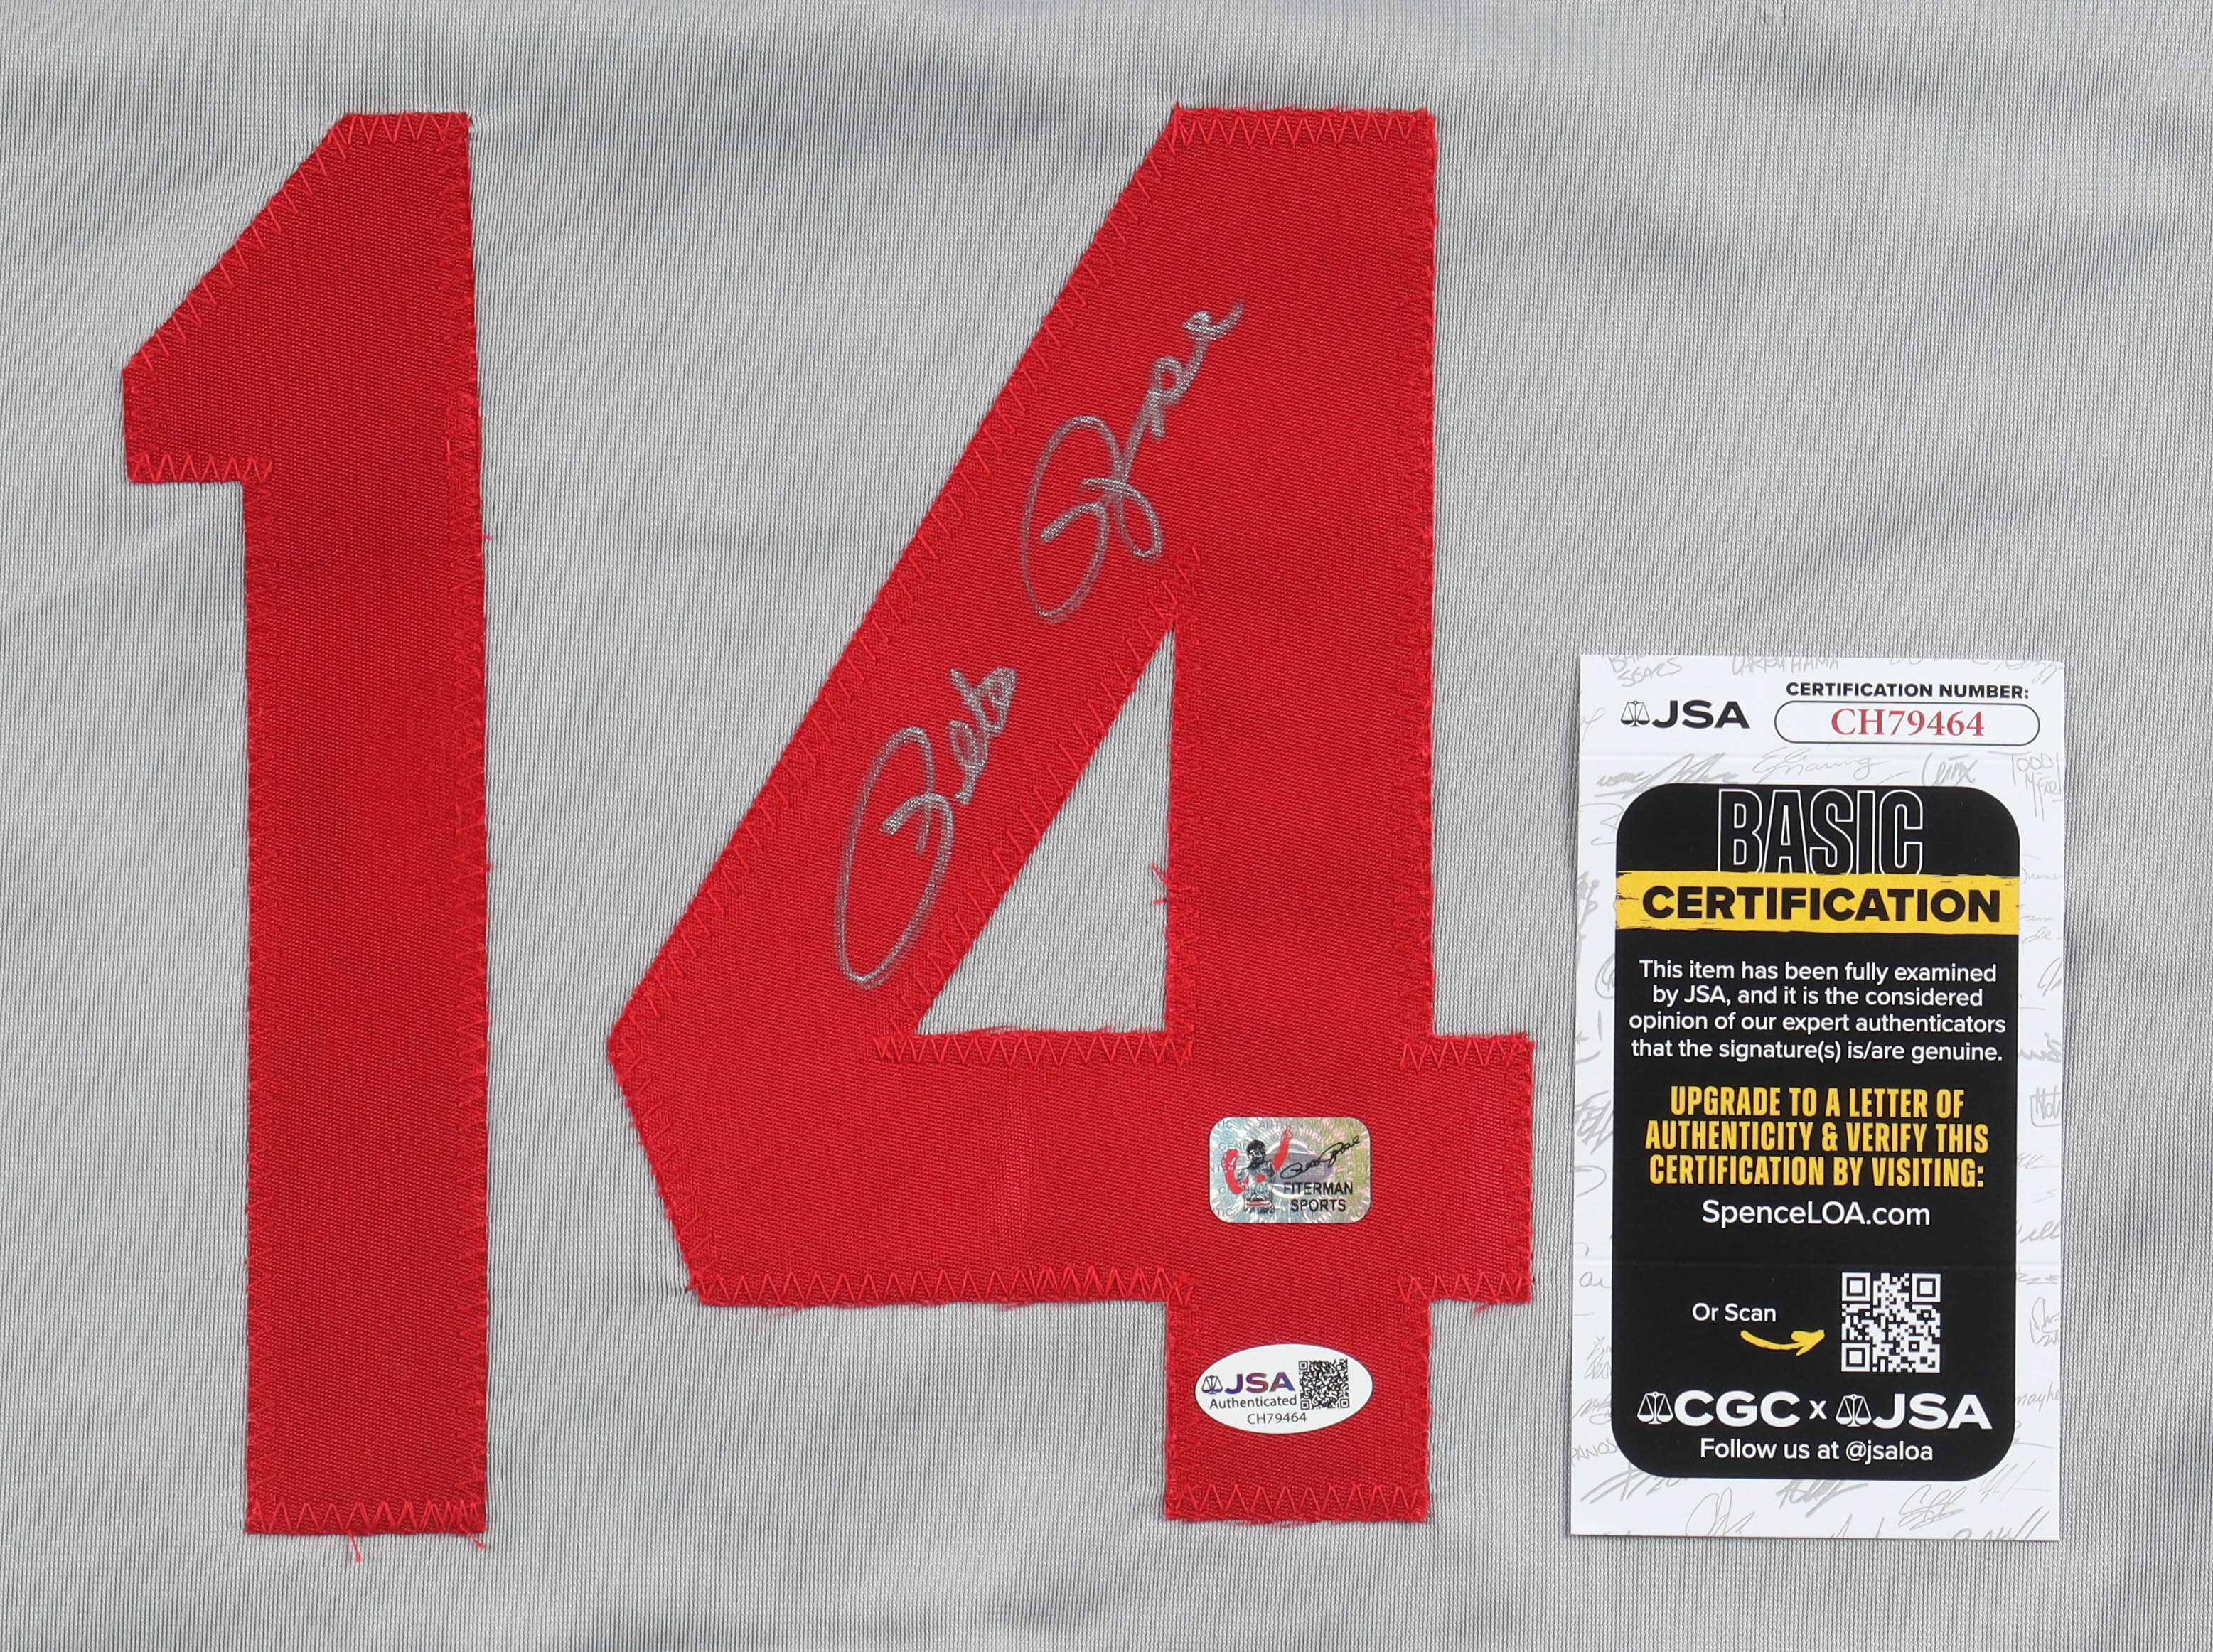 14
Pete Rose
FITERMAN
SPORTS
JSA
Authenticated
CH79464
JSA
CERTIFICATION NUMBER:
CH79464
BASIC
CERTIFICATION
This item has been fully examined
by JSA, and it is the considered
opinion of our expert authenticators
that the signature(s) is/are genuine.
UPGRADE TO A LETTER OF
AUTHENTICITY & VERIFY THIS
CERTIFICATION BY VISITING:
SpenceLOA.com
Or Scan
CGC x JSA
Follow us at @jsaloa